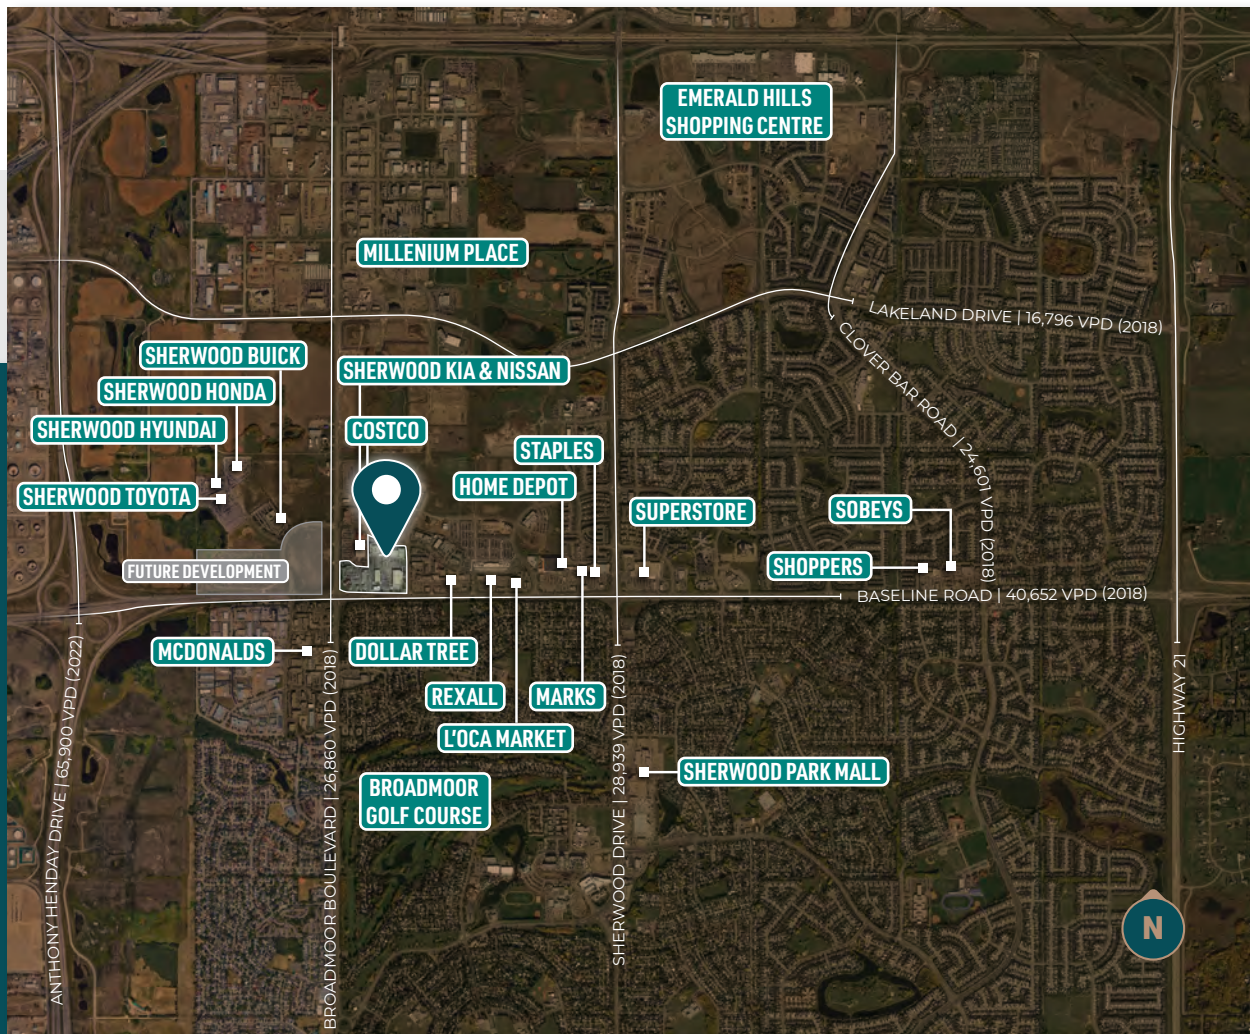 EMERALD HILLS
SHOPPING CENTRE
MILLENIUM PLACE
LAKELAND DRIVE | 16,796 VPD (2018)
CLOVER BAR ROAD | 24,601 VPD (2018)
SHERWOOD BUICK
SHERWOOD KIA & NISSAN
SHERWOOD HONDA
SHERWOOD HYUNDAI
COSTCO
STAPLES
SHERWOOD TOYOTA
HOME DEPOT
SUPERSTORE
SOBEYS
FUTURE DEVELOPMENT
SHOPPERS
BASELINE ROAD | 40,652 VPD (2018)
MCDONALDS
DOLLAR TREE
REXALL
MARKS
L'OCA MARKET
SHERWOOD PARK MALL
BROADMOOR
GOLF COURSE
ANTHONY HENDAY DRIVE | 65,900 VPD (2022)
BROADMOOR BOULEVARD | 26,860 VPD (2018)
SHERWOOD DRIVE | 28,939 VPD (2018)
HIGHWAY 21
N